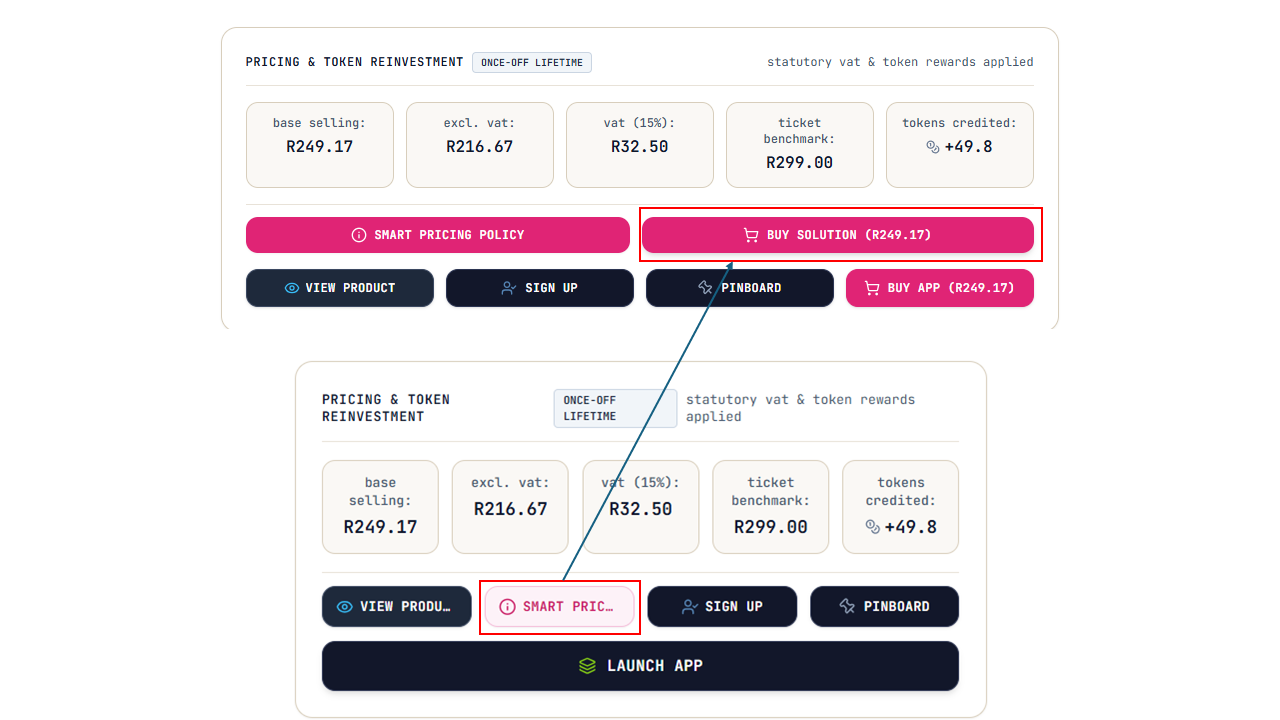 PRICING & TOKEN REINVESTMENT ONCE-OFF LIFETIME statutory vat & token rewards applied
base selling: excl. vat: vat (15%): ticket benchmark: tokens credited:
R249.17 R216.67 R32.50 R299.00 +49.8
SMART PRICING POLICY BUY SOLUTION (R249.17)
VIEW PRODUCT SIGN UP PINBOARD BUY APP (R249.17)
PRICING & TOKEN
REINVESTMENT
ONCE-OFF
LIFETIME
statutory vat & token rewards
applied
base
selling:
R249.17
excl. vat:
R216.67
vat (15%):
R32.50
ticket
benchmark:
R299.00
tokens
credited:
+49.8
VIEW PRODU… SMART PRIC… SIGN UP PINBOARD
LAUNCH APP